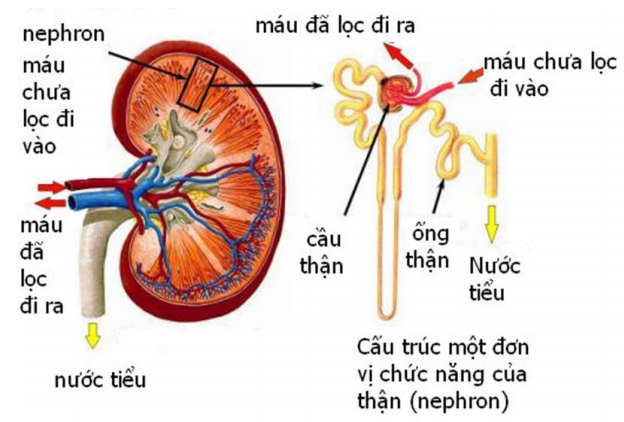 nephron
máu
chưa
lọc đi
vào
máu
đã
lọc
đi ra
nước tiểu
máu đã lọc đi ra
máu chưa lọc
đi vào
cầu
thận
ống
thận
Nước
tiểu
Cấu trúc một đơn
vị chức năng của
thận (nephron)